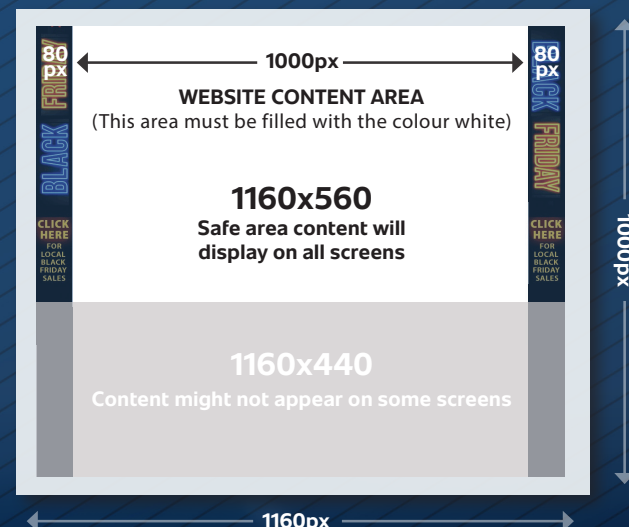 80
px
1000px
80
px
WEBSITE CONTENT AREA
(This area must be filled with the colour white)
1160x560
Safe area content will
display on all screens
BLACK FRIDAY
CLICK
HERE
FOR
LOCAL
BLACK
FRIDAY
SALES
BLACK FRIDAY
CLICK
HERE
FOR
LOCAL
BLACK
FRIDAY
SALES
1160x440
Content might not appear on some screens
1000px
1160px